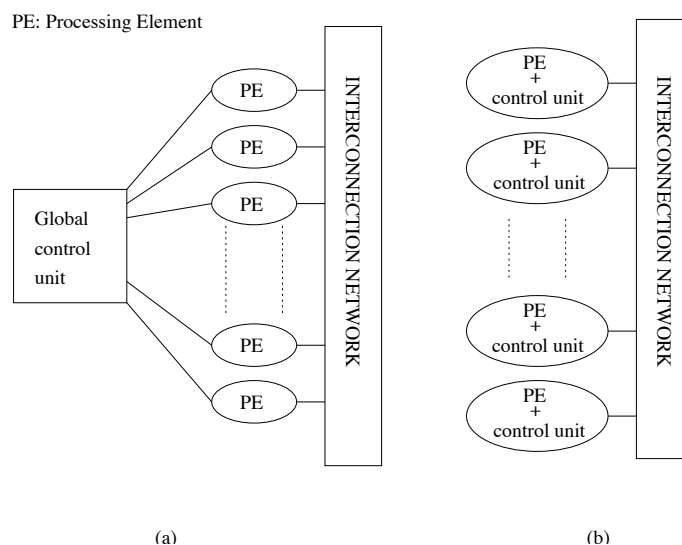 PE: Processing Element
PE
PE
PE
PE
PE
Global
control
unit
INTERCONNECTION NETWORK
(a)
PE
+
control unit
PE
+
control unit
PE
+
control unit
PE
+
control unit
INTERCONNECTION NETWORK
(b)